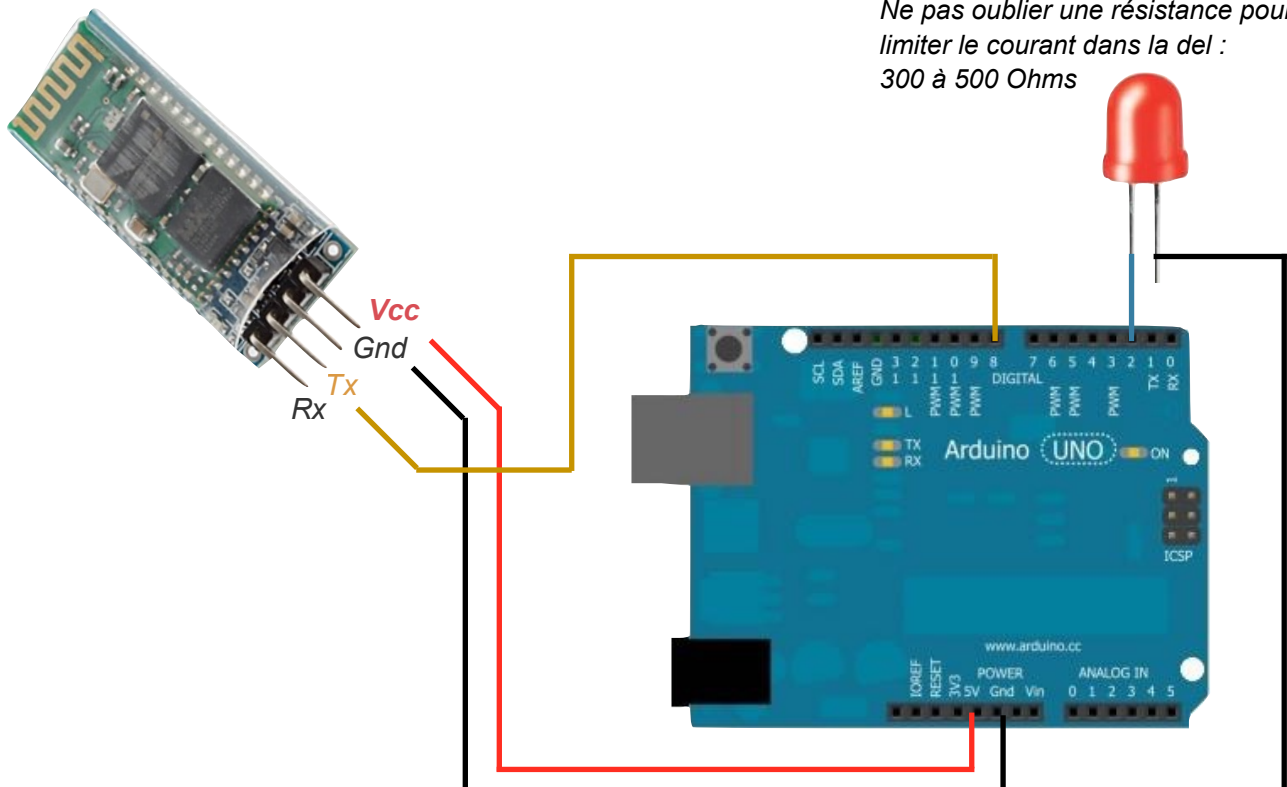 Ne pas oublier une résistance pour
limiter le courant dans la del :
300 à 500 Ohms
Vcc
Gnd
Tx
Rx
SCL
SDA
AREF
GND
13
12
11
10
9
8
7
6
5
4
3
2
1
0
PWM
PWM
PWM
DIGITAL
PWM
PWM
PWM
TX
RX
L
TX
RX
Arduino UNO
ON
1
ICSP
www.arduino.cc
POWER
ANALOG IN
IOREF
RESET
3V3
5V Gnd Vin
0 1 2 3 4 5